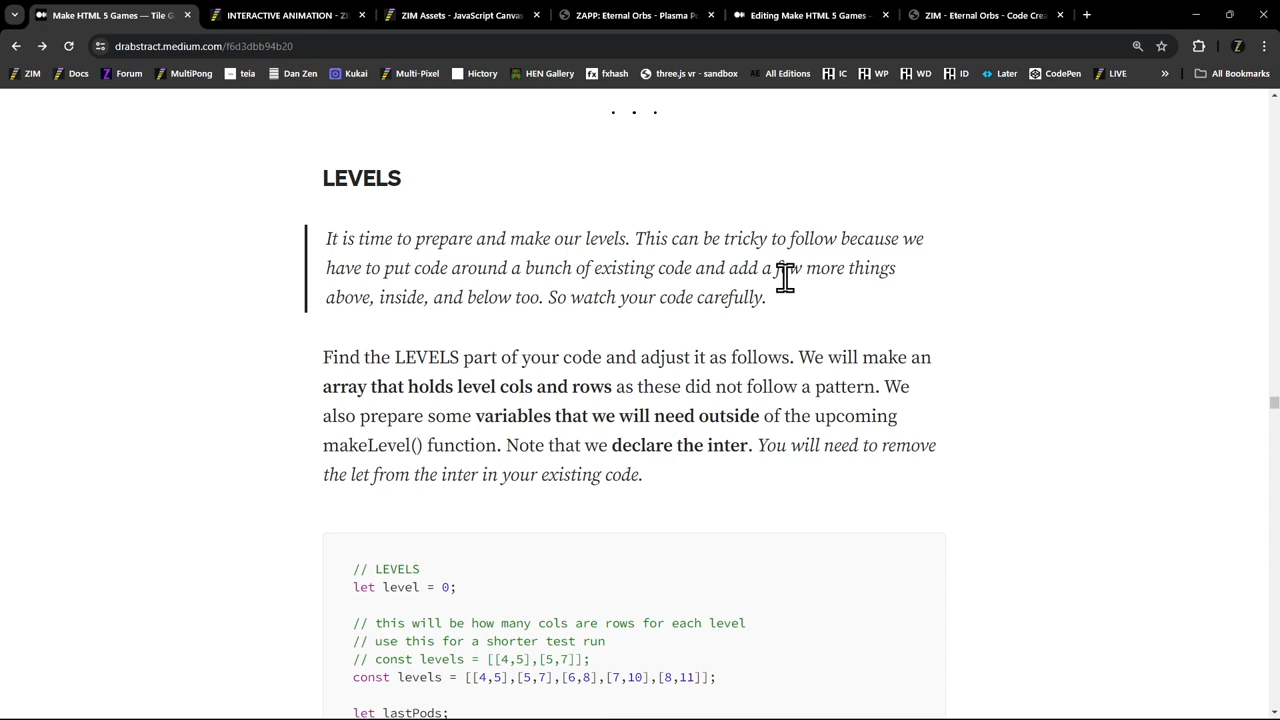 Make HTML 5 Games — Tile G
INTERACTIVE ANIMATION - ZI
ZIM Assets - JavaScript Canvas
ZAPP: Eternal Orbs - Plasma P
Editing Make HTML 5 Games –
ZIM - Eternal Orbs - Code Crea
drabstract.medium.com/f6d3dbb94b20
ZIM
Docs
Forum
MultiPong
teia
Dan Zen
Kukai
Multi-Pixel
Hictory
HEN Gallery
fxhash
three.js vr - sandbox
AE All Editions
IC
WP
WD
ID
Later
CodePen
LIVE
All Bookmarks
LEVELS
It is time to prepare and make our levels. This can be tricky to follow because we
have to put code around a bunch of existing code and add a few more things
above, inside, and below too. So watch your code carefully.
Find the LEVELS part of your code and adjust it as follows. We will make an
array that holds level cols and rows as these did not follow a pattern. We
also prepare some variables that we will need outside of the upcoming
makeLevel() function. Note that we declare the inter. You will need to remove
the let from the inter in your existing code.
// LEVELS
let level = 0;
// this will be how many cols are rows for each level
// use this for a shorter test run
// const levels = [[4,5],[5,7]];
const levels = [[4,5],[5,7],[6,8],[7,10],[8,11]];
let lastPods;